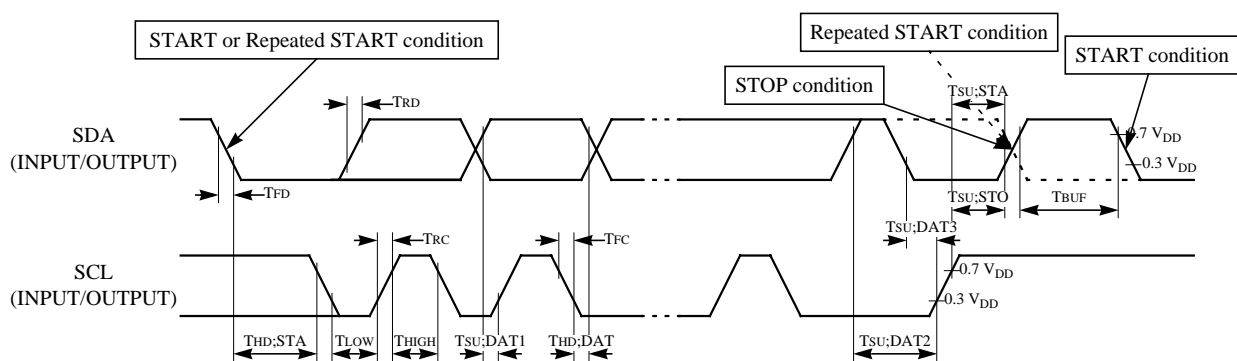 START or Repeated START condition
Repeated START condition
START condition
STOP condition
TSU;STA
TRD
SDA
(INPUT/OUTPUT)
0.7 VDD
0.3 VDD
TFD
TSU;STO
TBUF
TSU;DAT3
TRC
TFC
SCL
(INPUT/OUTPUT)
0.7 VDD
0.3 VDD
THD;STA
TLOW
THIGH
TSU;DAT1
THD;DAT
TSU;DAT2